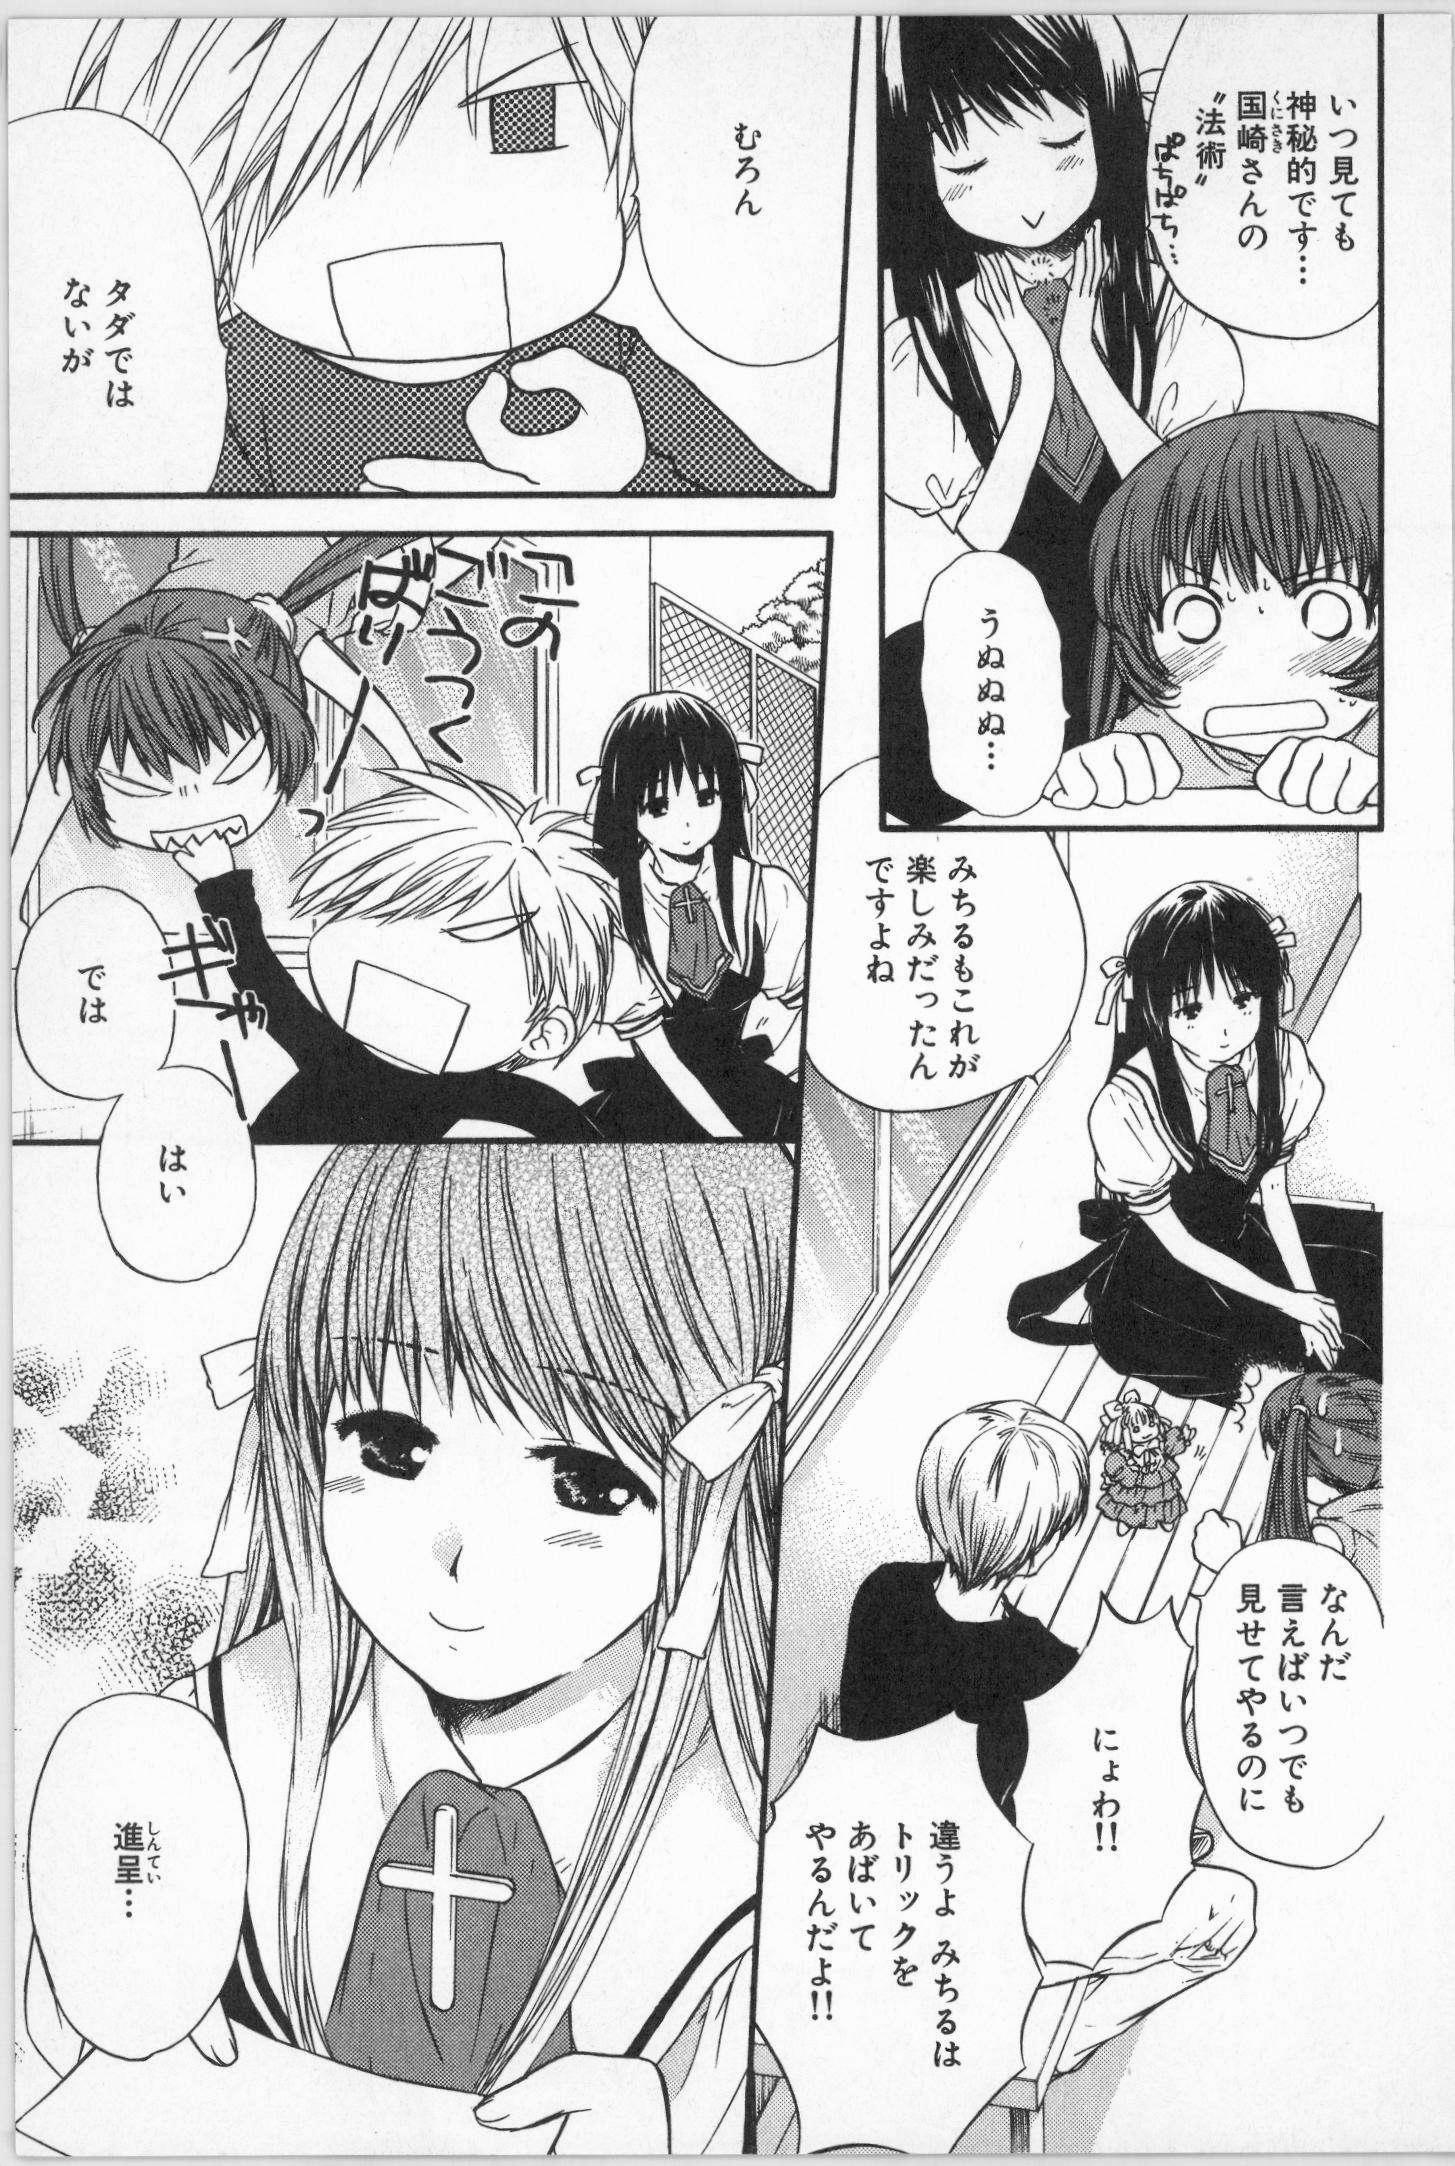 いつ見ても
神秘的です…
国崎さんの
くにさき
〝法術〟
ぱちぱち…
うぬぬぬ…
みちるもこれが
楽しみだったん
ですよね
なんだ
言えばいつでも
見せてやるのに
にょわ!!
違うよ みちるは
トリックを
あばいて
やるんだよ!!
むろん
タダでは
ないが
この
ごうつく
ばりーっ
ギャー
では
はい
進呈…
しんてい